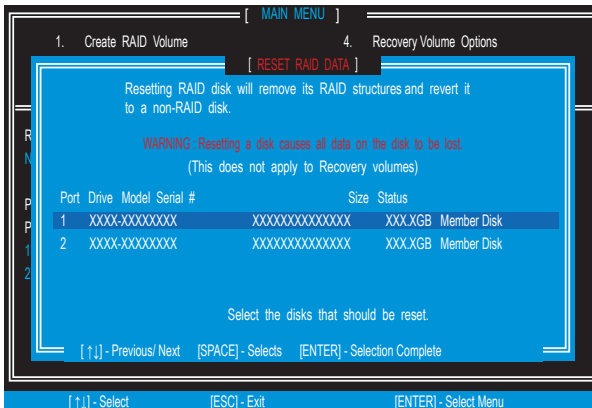 [ MAIN MENU ]
1. Create RAID Volume 4. Recovery Volume Options
[ RESET RAID DATA ]
Resetting RAID disk will remove its RAID structures and revert it
to a non-RAID disk.
WARNING : Resetting a disk causes all data on the disk to be lost.
(This does not apply to Recovery volumes)
R
N
P
P
1
2
Port Drive Model Serial # Size Status
1 XXXX-XXXXXXXX XXXXXXXXXXXXXX XXX.XGB Member Disk
2 XXXX-XXXXXXXX XXXXXXXXXXXXXX XXX.XGB Member Disk
Select the disks that should be reset.
[ ↑↓] - Previous/ Next [SPACE] - Selects [ENTER] - Selection Complete
[ ↑↓] - Select [ESC] - Exit [ENTER] - Select Menu